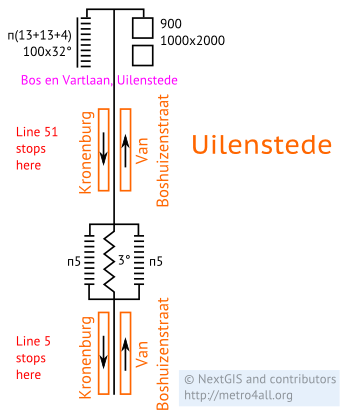 п(13+13+4)
100x32°
900
1000x2000
Bos en Vartlaan, Uilenstede
Line 51
stops
here
Kronenburg
Van
Boshuizenstraat
Uilenstede
п5
3°
п5
Line 5
stops
here
Kronenburg
Van
Boshuizenstraat
© NextGIS and contributors
http://metro4all.org